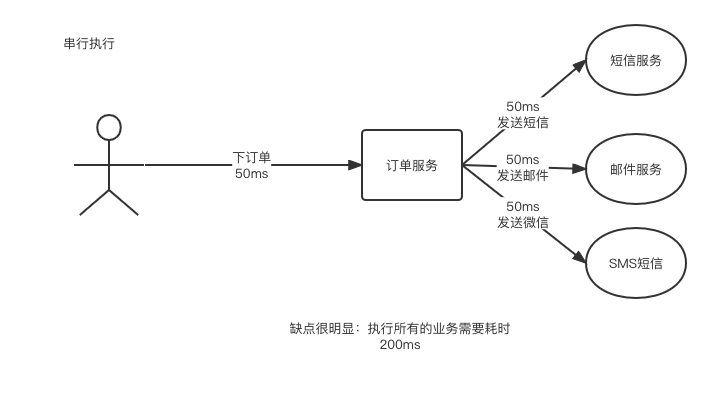 串行执行
下订单
50ms
订单服务
50ms
发送短信
短信服务
50ms
发送邮件
邮件服务
50ms
发送微信
SMS短信
缺点很明显：执行所有的业务需要耗时
200ms